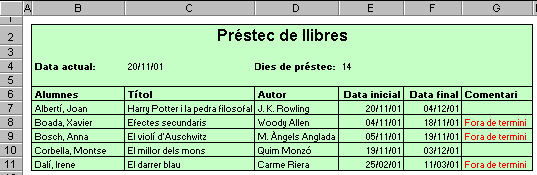 A B C D E F G H
1
2 Préstec de llibres
3
4 Data actual: 20/11/01 Dies de préstec: 14
5
6 Alumnes Títol Autor Data inicial Data final Comentari
7 Albertí, Joan Harry Potter i la pedra filosofal J. K. Rowling 20/11/01 04/12/01
8 Boada, Xavier Efectes secundaris Woody Allen 04/11/01 18/11/01 Fora de termini
9 Bosch, Anna El violí d'Auschwitz M. Àngels Anglada 05/11/01 19/11/01 Fora de termini
10 Corbella, Montse El millor dels mons Quim Monzó 19/11/01 03/12/01
11 Dalí, Irene El darrer blau Carme Riera 25/02/01 11/03/01 Fora de termini